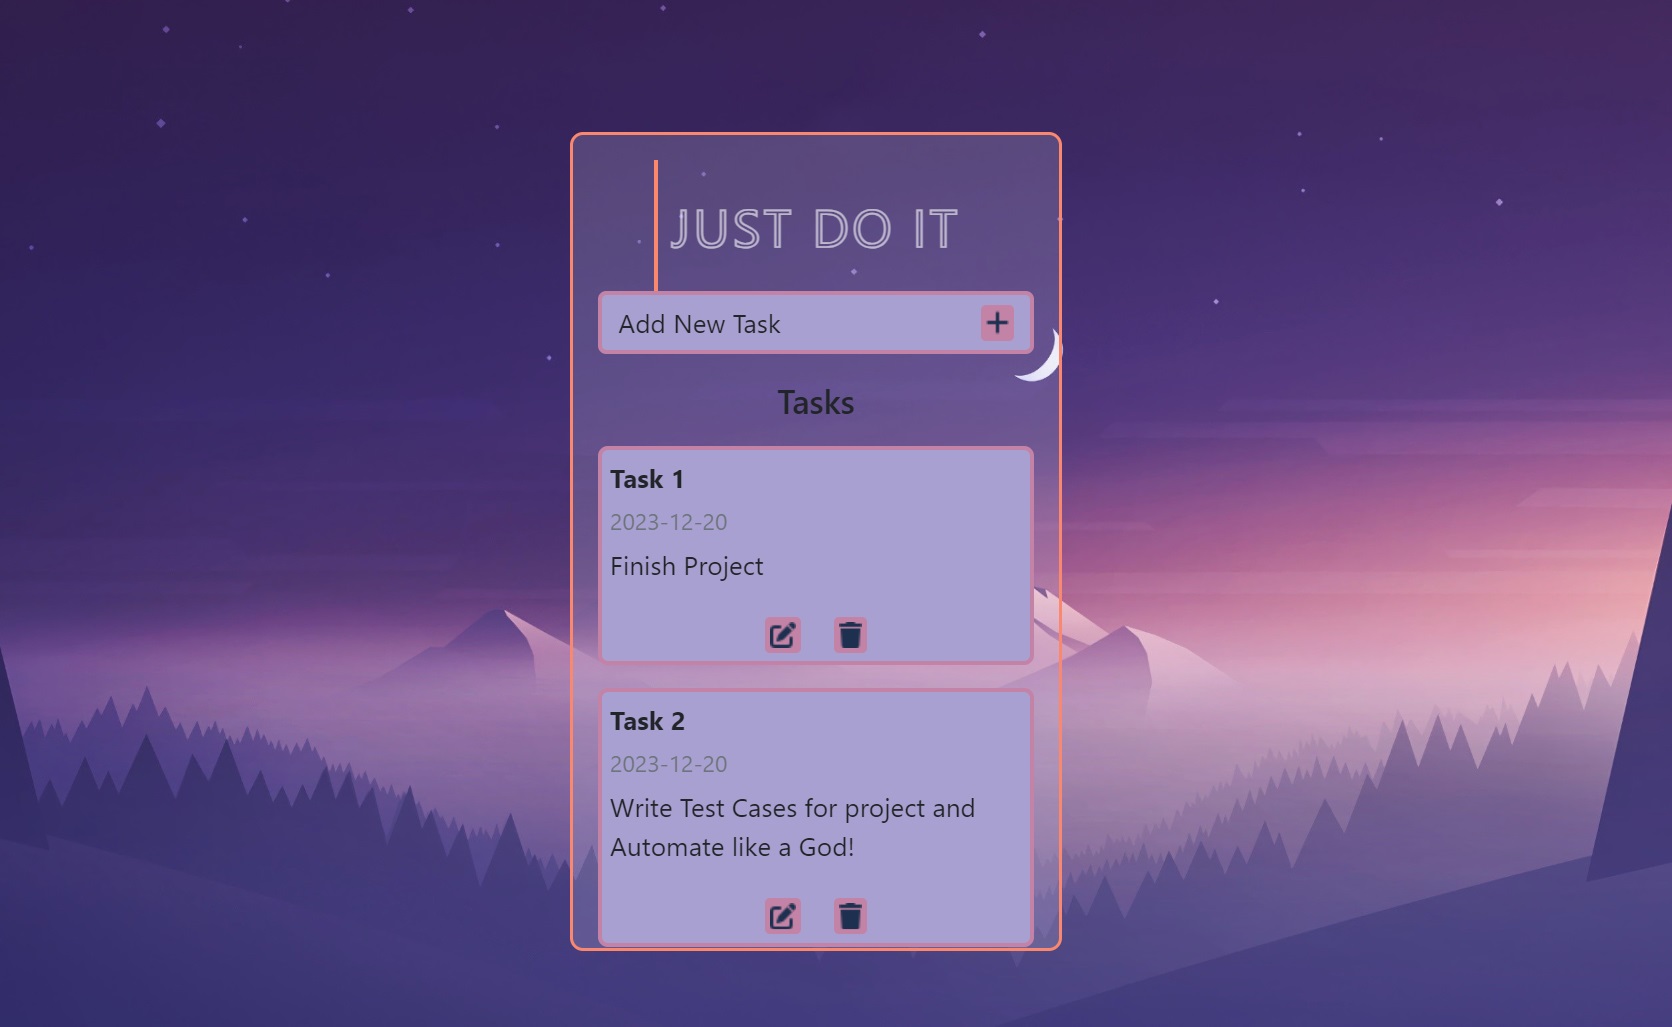 JUST DO IT
Add New Task
Tasks
Task 1
2023-12-20
Finish Project
Task 2
2023-12-20
Write Test Cases for project and
Automate like a God!